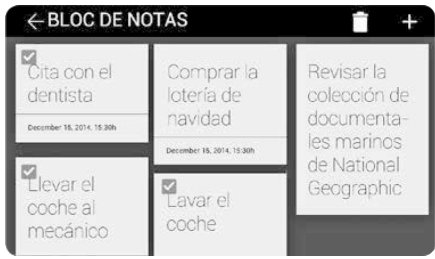 BLOC DE NOTAS
Cita con el
dentista
December 15, 2014, 15:30h
Comprar la
lotería de
navidad
December 15, 2014, 15:30h
Revisar la
colección de
documenta-
les marinos
de National
Geographic
Llevar el
coche al
mecánico
Lavar el
coche